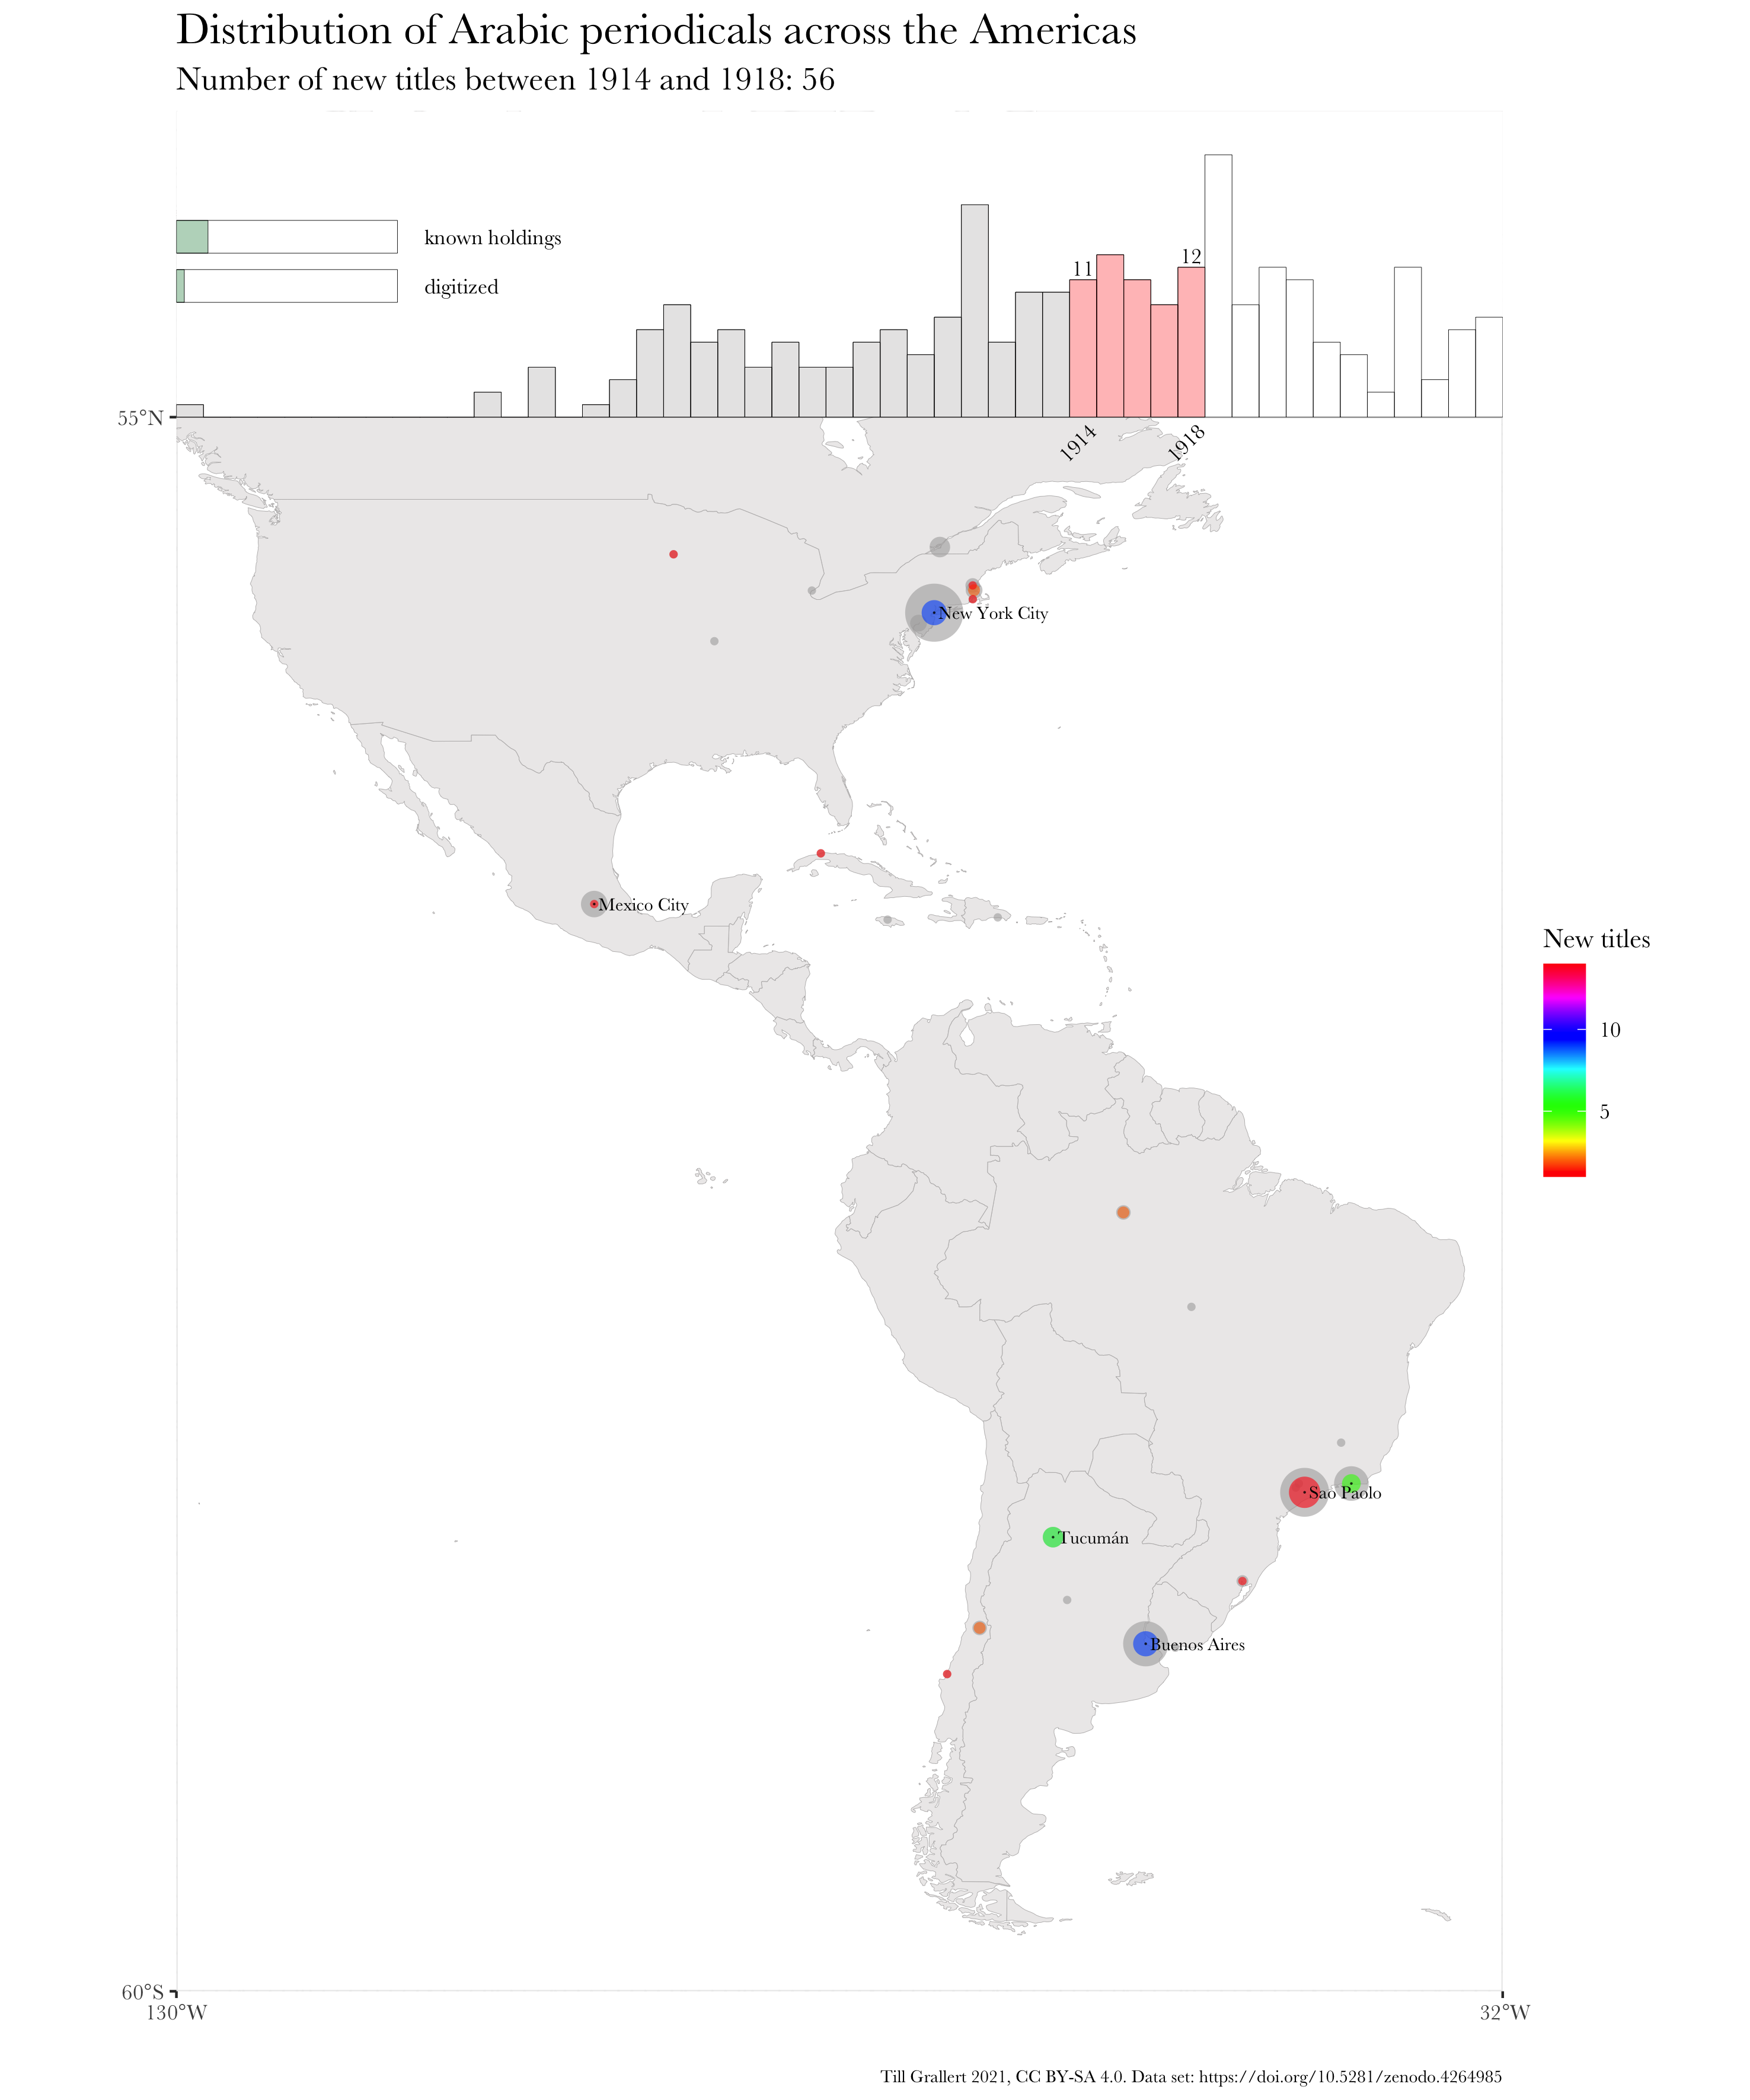 Distribution of Arabic periodicals across the Americas
Number of new titles between 1914 and 1918: 56
known holdings
digitized
11
12
55°N
1914
1918
New York City
Mexico City
New titles
10
5
Sao Paolo
Tucumán
Buenos Aires
60°S
130°W
32°W
Till Grallert 2021, CC BY-SA 4.0. Data set: https://doi.org/10.5281/zenodo.4264985